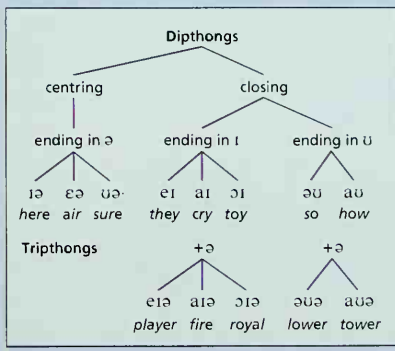 Dipthongs
centring closing
ending in ə ending in ɪ ending in ʊ
ɪə ɛə ʊə eɪ aɪ ɔɪ əʊ aʊ
here air sure they cry toy so how
Tripthongs +ə +ə
eɪə aɪə ɔɪə əʊə aʊə
player fire royal lower tower